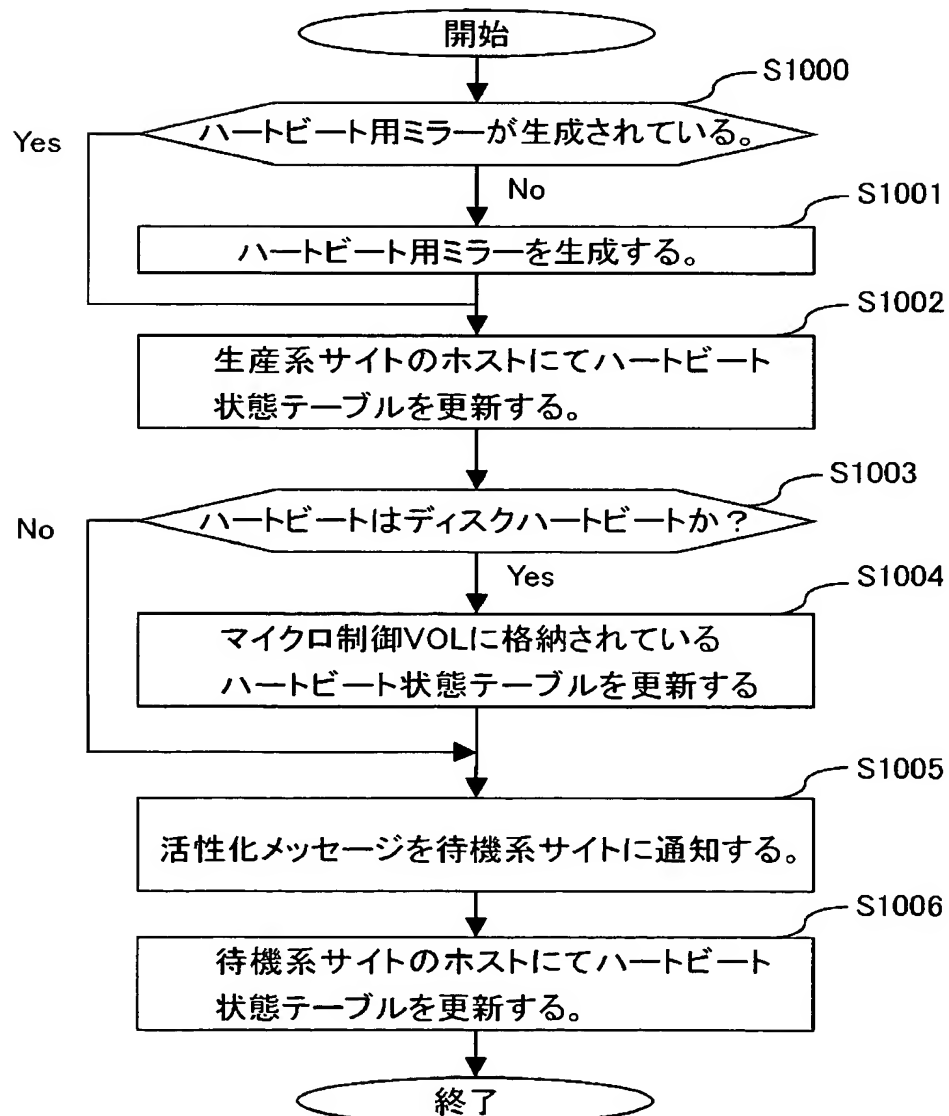 開始
S1000
ハートビート用ミラーが生成されている。
Yes
No
S1001
ハートビート用ミラーを生成する。
S1002
生産系サイトのホストにてハートビート
状態テーブルを更新する。
S1003
ハートビートはディスクハートビートか?
No
Yes
S1004
マイクロ制御VOLに格納されている
ハートビート状態テーブルを更新する
S1005
活性化メッセージを待機系サイトに通知する。
S1006
待機系サイトのホストにてハートビート
状態テーブルを更新する。
終了